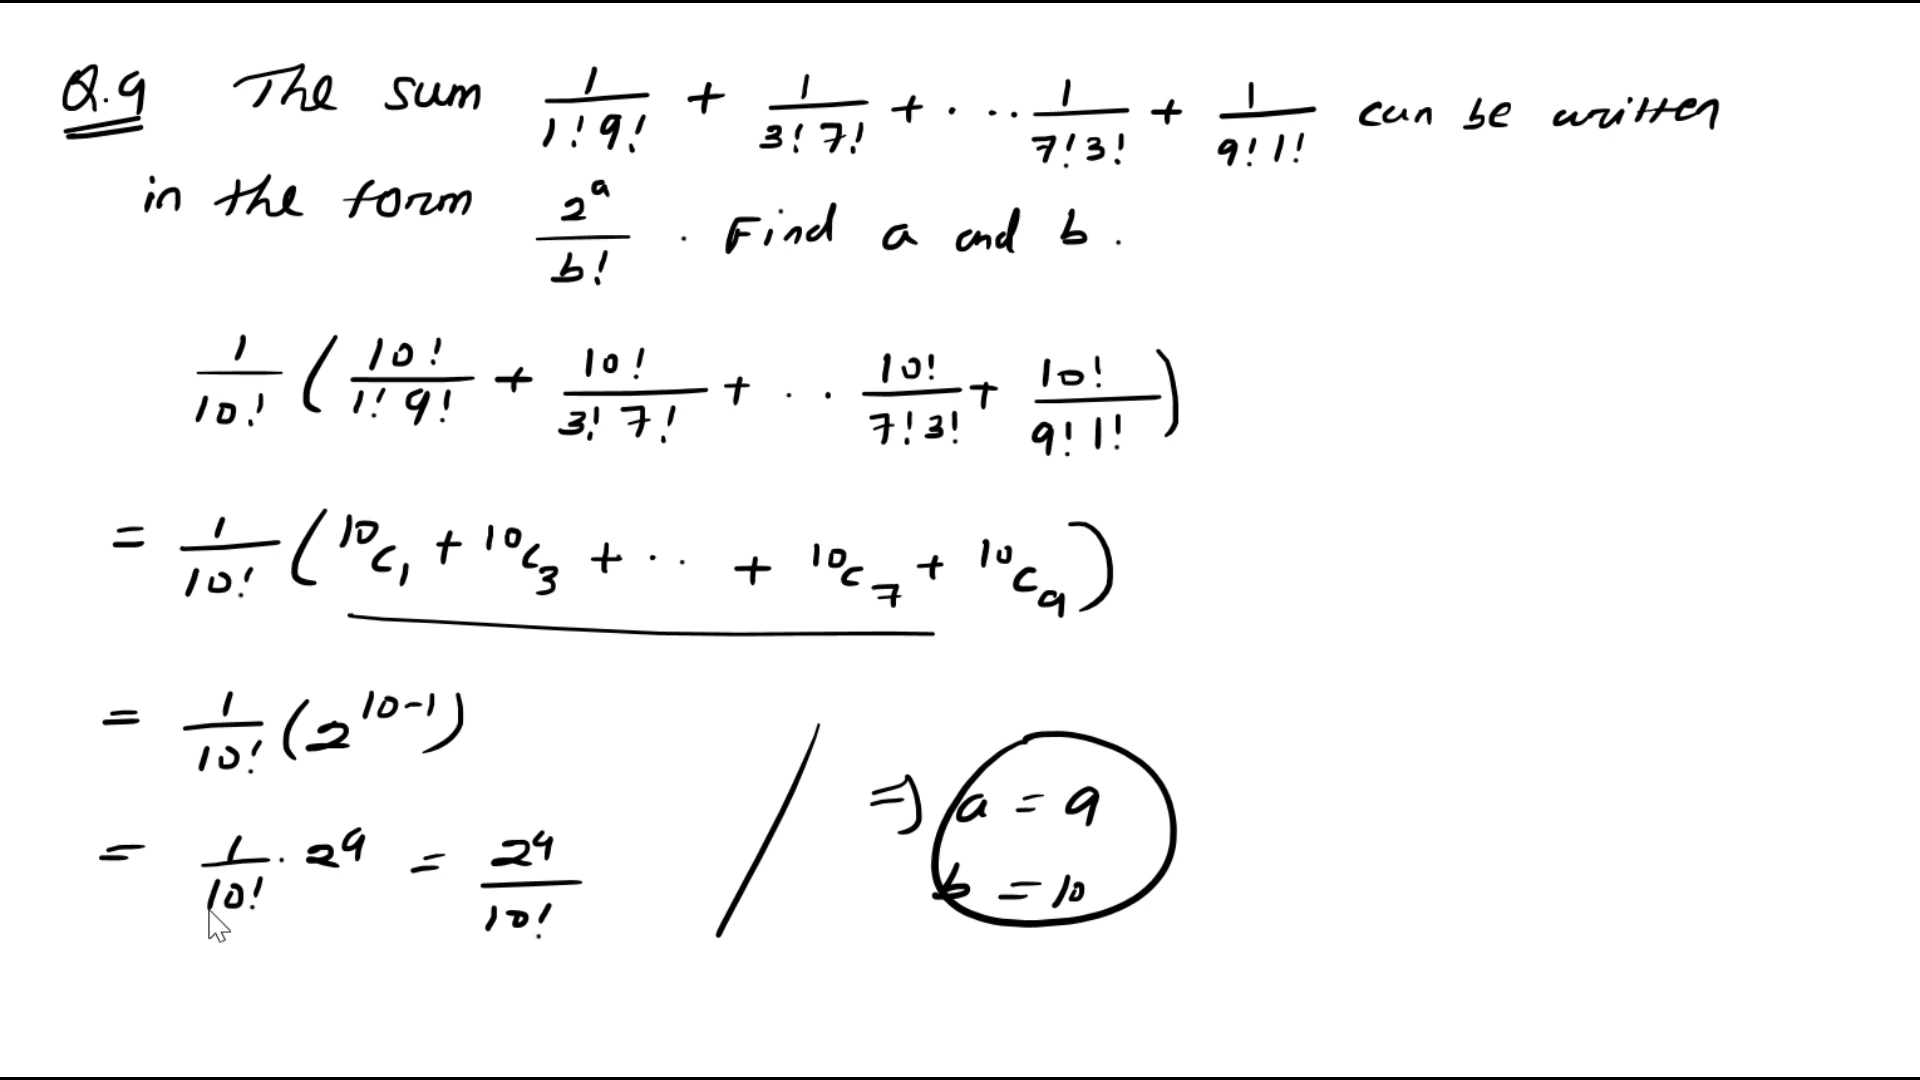 Q.9 The sum 1/(1!9!) + 1/(3!7!) + ... 1/(7!3!) + 1/(9!1!) can be written
in the form 2^a/b! . Find a and b.
1/10! (10!/(1!9!) + 10!/(3!7!) + .. 10!/(7!3!) + 10!/(9!1!))
= 1/10! (¹⁰C₁ + ¹⁰C₃ + .. + ¹⁰C₇ + ¹⁰C₉)
= 1/10! (2^(10-1))
= 1/10! · 2^9 = 2^9/10!
⇒ a = 9
b = 10